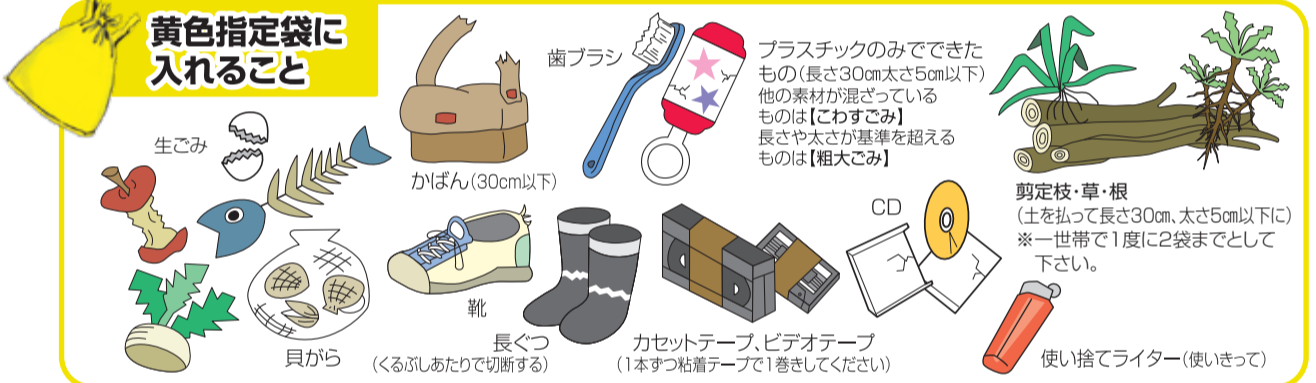 黄色指定袋に
入れること
生ごみ
貝がら
かばん(30cm以下)
歯ブラシ
プラスチックのみでできた
もの(長さ30cm太さ5cm以下)
他の素材が混ざっている
ものは【こわすごみ】
長さや太さが基準を超える
ものは【粗大ごみ】
靴
長ぐつ
(くるぶしあたりで切断する)
カセットテープ、ビデオテープ
(1本ずつ粘着テープで1巻きしてください)
CD
剪定枝・草・根
(土を払って長さ30cm、太さ5cm以下に)
※一世帯で1度に2袋までとして
下さい。
使い捨てライター(使いきって)